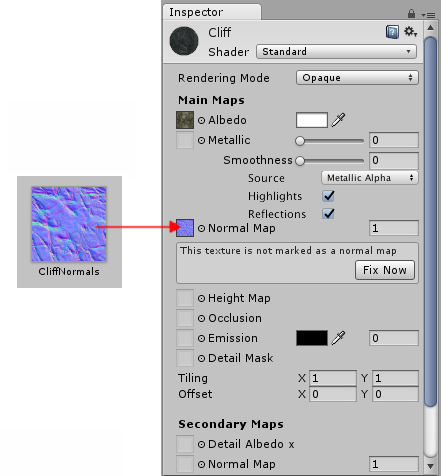 Inspector
Cliff
Shader Standard
Rendering Mode Opaque
Main Maps
Albedo
Metallic 0
Smoothness 0
Source Metallic Alpha
Highlights
Reflections
Normal Map 1
This texture is not marked as a normal map
Fix Now
CliffNormals
Height Map
Occlusion
Emission 0
Detail Mask
Tiling X 1 Y 1
Offset X 0 Y 0
Secondary Maps
Detail Albedo x
Normal Map 1